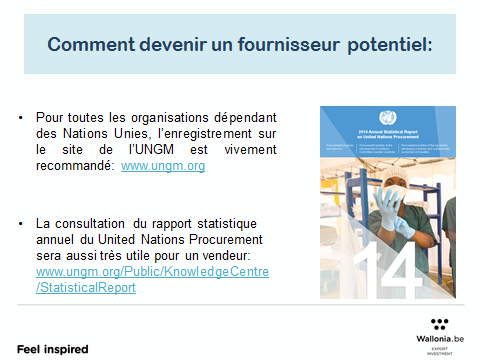 Comment devenir un fournisseur potentiel:
• Pour toutes les organisations dépendant
des Nations Unies, l'enregistrement sur
le site de l'UNGM est vivement
recommandé: www.ungm.org
2014 Annual Statistical Report
on United Nations Procurement
14
• La consultation du rapport statistique
annuel du United Nations Procurement
sera aussi très utile pour un vendeur:
www.ungm.org/Public/KnowledgeCentre
/StatisticalReport
Feel inspired
Wallonia.be
EXPORT
INVESTMENT